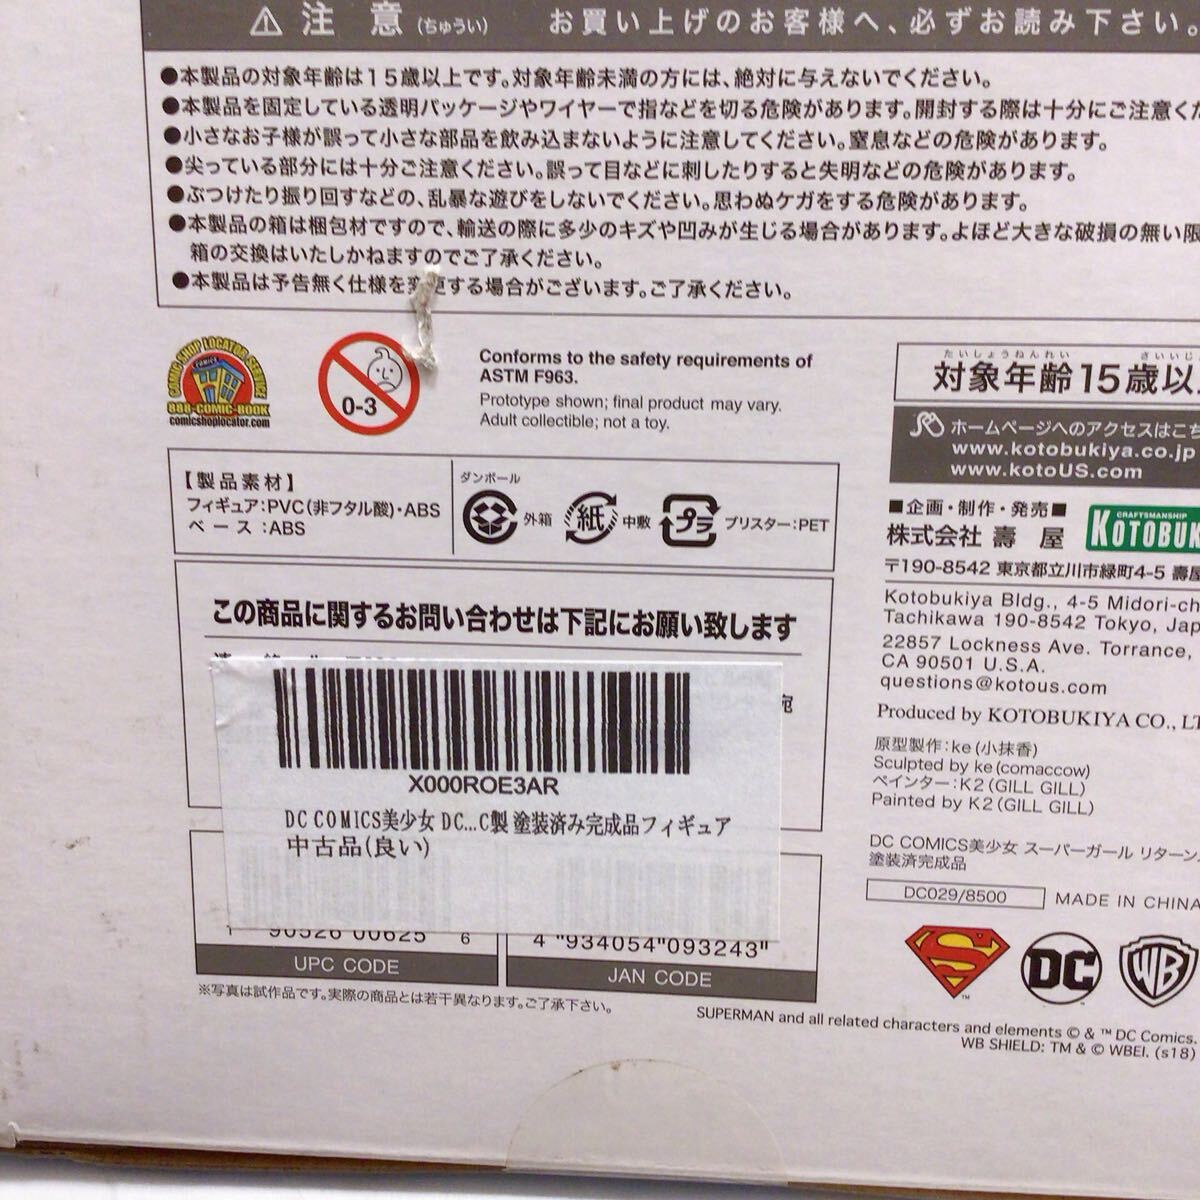 注 意 (ちゅうい) お買い上げのお客様へ、必ずお読み下さい。
●本製品の対象年齢は15歳以上です。対象年齢未満の方には、絶対に与えないでください。
●本製品を固定している透明パッケージやワイヤーで指などを切る危険があります。開封する際は十分にご注意くだ
●小さなお子様が誤って小さな部品を飲み込まないように注意してください。窒息などの危険があります。
●尖っている部分には十分ご注意ください。誤って目などに刺したりすると失明などの危険があります。
●ぶつけたり振り回すなどの、乱暴な遊びをしないでください。思わぬケガをする危険があります。
●本製品の箱は梱包材ですので、輸送の際に多少のキズや凹みが生じる場合があります。よほど大きな破損の無い限
箱の交換はいたしかねますのでご了承ください。
●本製品は予告無く仕様を変更する場合がございます。ご了承ください。
COMIC SHOP LOCATOR SERVICE
COMICS
888-COMIC-BOOK
comicshoplocator.com
0-3
Conforms to the safety requirements of
ASTM F963.
Prototype shown; final product may vary.
Adult collectible; not a toy.
たいしょうねんれい さいいじ
対象年齢15歳以
ホームページへのアクセスはこち
www.kotobukiya.co.jp
www.kotoUS.com
【製品素材】
フィギュア:PVC(非フタル酸)・ABS
ベース:ABS
ダンボール
外箱
紙
中敷
プラ
ブリスター:PET
■企画・制作・発売■
株式会社 壽 屋
CRAFTSMANSHIP
KOTOBUK
〒190-8542 東京都立川市緑町4-5 壽屋
Kotobukiya Bldg., 4-5 Midori-ch
Tachikawa 190-8542 Tokyo, Jap
22857 Lockness Ave. Torrance,
CA 90501 U.S.A.
questions@kotous.com
Produced by KOTOBUKIYA CO., LT
原型製作:ke(小抹香)
Sculpted by ke(comaccow)
ペインター:K2(GILL GILL)
Painted by K2(GILL GILL)
DC COMICS美少女 スーパーガール リターン
塗装済完成品
DC029/8500
MADE IN CHINA
この商品に関するお問い合わせは下記にお願い致します
宛
X000ROE3AR
DC COMICS美少女 DC...C製 塗装済み完成品フィギュア
中古品(良い)
1 90526 00625 6
UPC CODE
4 "934054"093243"
JAN CODE
※写真は試作品です。実際の商品とは若干異なります。ご了承下さい。
S
TM
DC
WB
SUPERMAN and all related characters and elements © & ™ DC Comics.
WB SHIELD: TM & © WBEI. (s18)